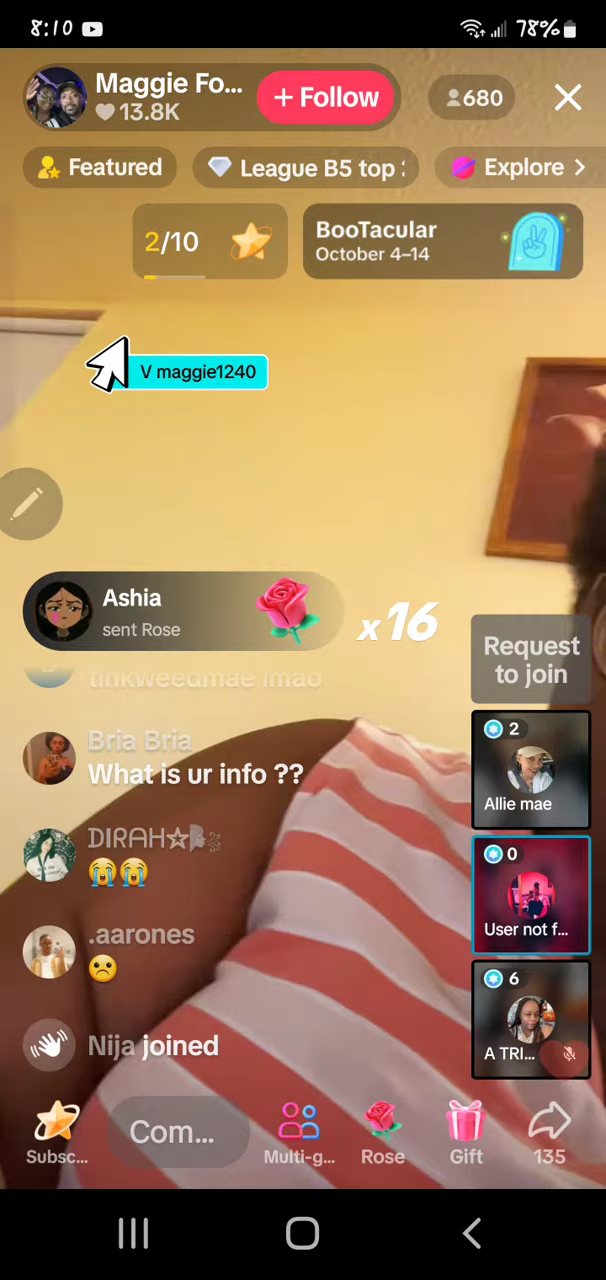 8:10
78%
Maggie Fo...
+ Follow
680
13.8K
Featured
League B5 top
Explore >
2/10
BooTacular
October 4–14
V maggie1240
Ashia
sent Rose
x16
Request
to join
tinkweedmae lmao
2
Allie mae
Bria Bria
What is ur info ??
DIRAH☆
😭😭
0
User not f...
.aarones
☹️
6
A TRI...
Nija joined
Subsc...
Com...
Multi-g...
Rose
Gift
135